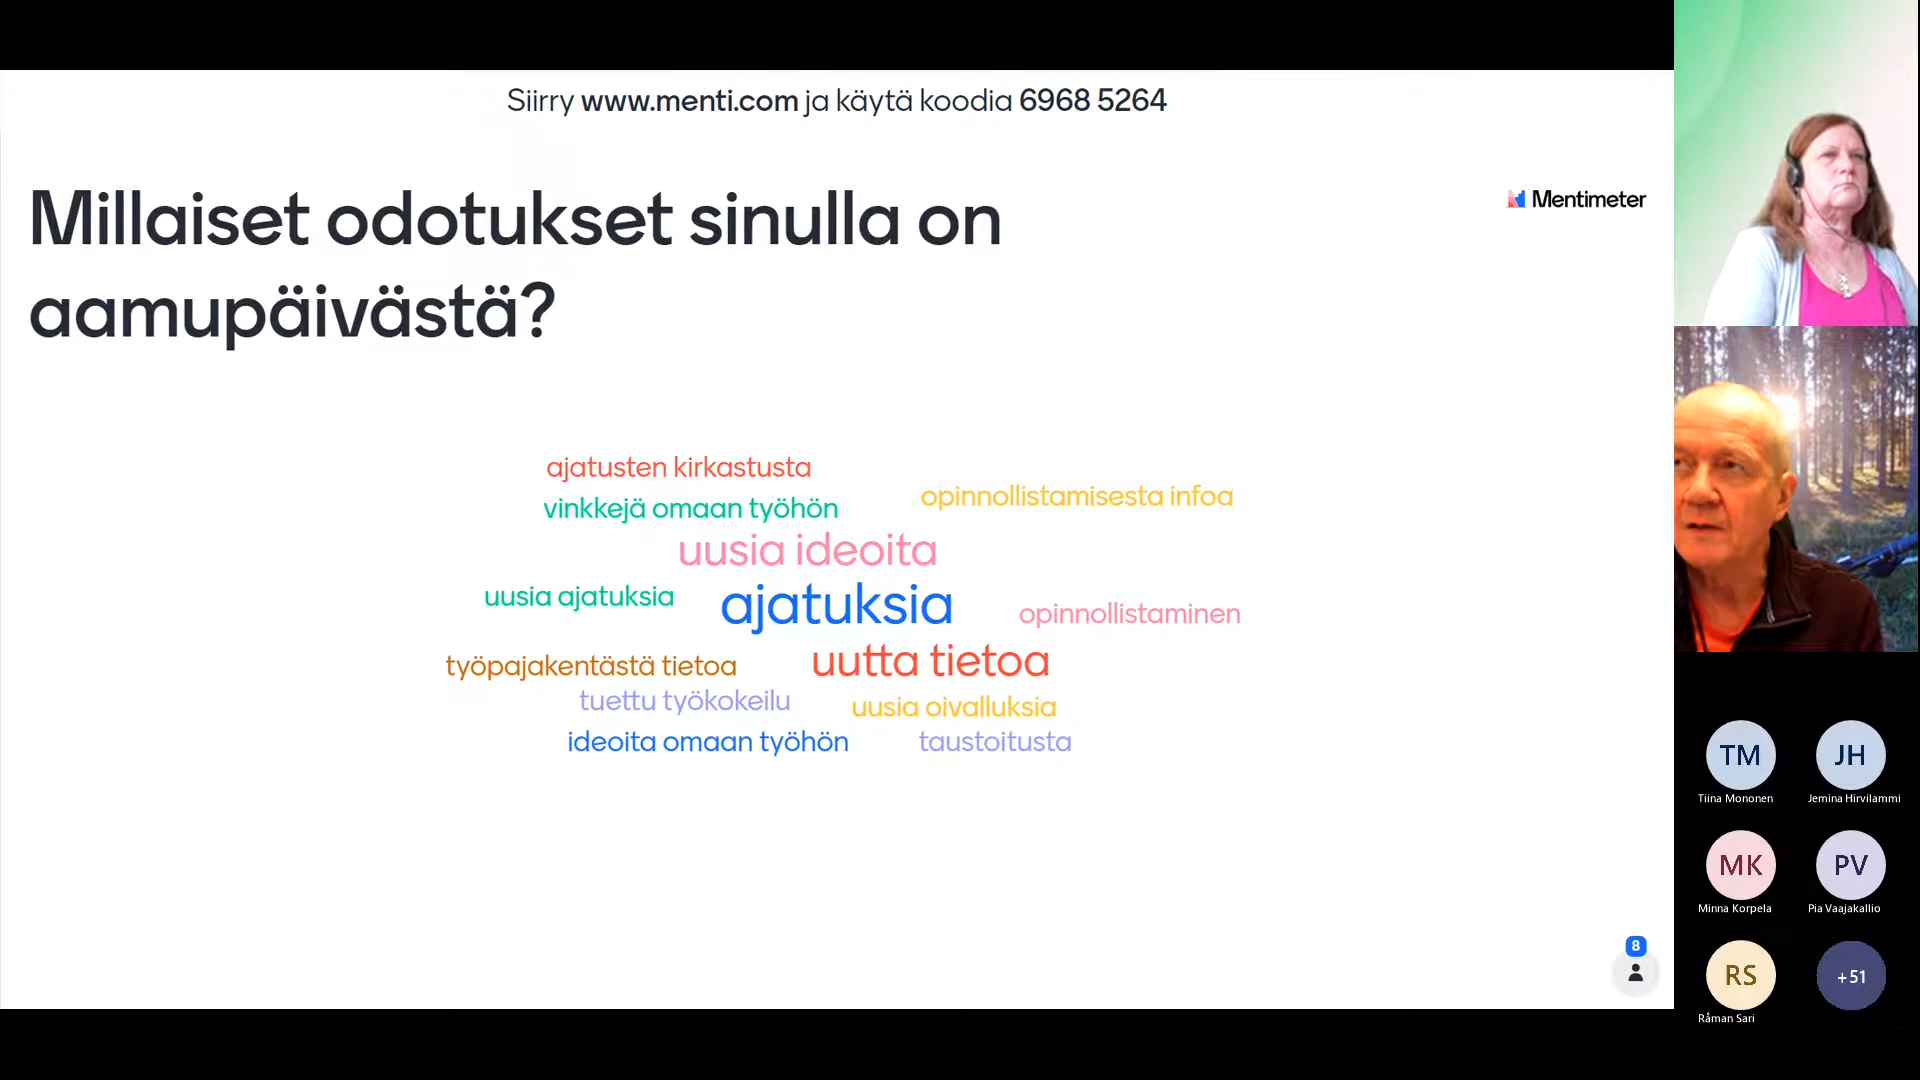 Siirry www.menti.com ja käytä koodia 6968 5264
Millaiset odotukset sinulla on
aamupäivästä?
Mentimeter
ajatusten kirkastusta
opinnollistamisesta infoa
vinkkejä omaan työhön
uusia ideoita
uusia ajatuksia
ajatuksia
opinnollistaminen
työpajakentästä tietoa
uutta tietoa
tuettu työkokeilu
uusia oivalluksia
ideoita omaan työhön
taustoitusta
8
TM
JH
Tiina Mononen
Jemina Hirvilammi
MK
PV
Minna Korpela
Pia Vaajakallio
RS
+51
Råman Sari